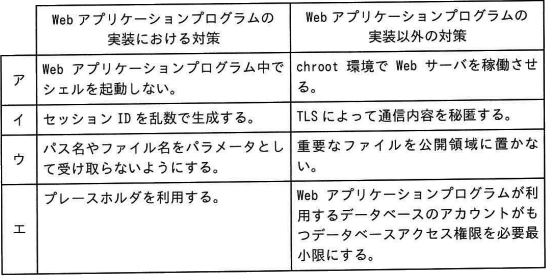 Web アプリケーションプログラムの
実装における対策
Web アプリケーションプログラムの
実装以外の対策
ア
Web アプリケーションプログラム中で
シェルを起動しない。
chroot 環境で Web サーバを稼働させ
る。
イ
セッション ID を乱数で生成する。
TLS によって通信内容を秘匿する。
ウ
パス名やファイル名をパラメータとし
て受け取らないようにする。
重要なファイルを公開領域に置かな
い。
エ
プレースホルダを利用する。
Web アプリケーションプログラムが利
用するデータベースのアカウントがも
つデータベースアクセス権限を必要最
小限にする。